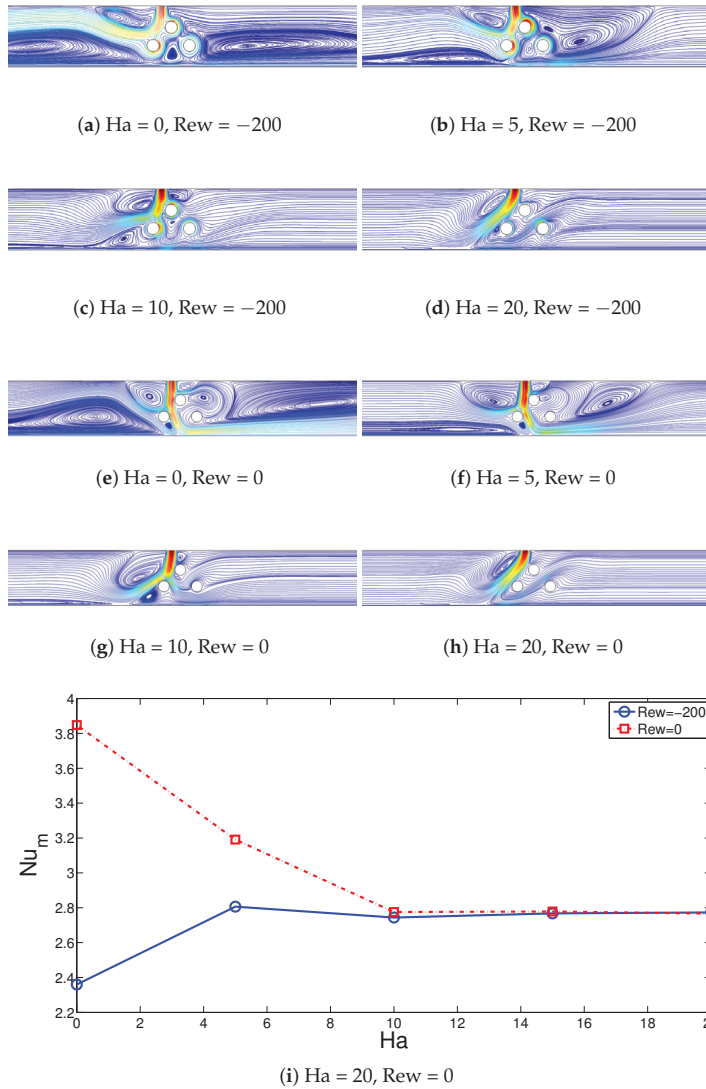 (a) Ha = 0, Rew = −200
(b) Ha = 5, Rew = −200
(c) Ha = 10, Rew = −200
(d) Ha = 20, Rew = −200
(e) Ha = 0, Rew = 0
(f) Ha = 5, Rew = 0
(g) Ha = 10, Rew = 0
(h) Ha = 20, Rew = 0
4
3.8
3.6
3.4
3.2
3
2.8
2.6
2.4
2.2
Nu_m
Rew=−200
Rew=0
0 2 4 6 8 10 12 14 16 18
Ha
(i) Ha = 20, Rew = 0